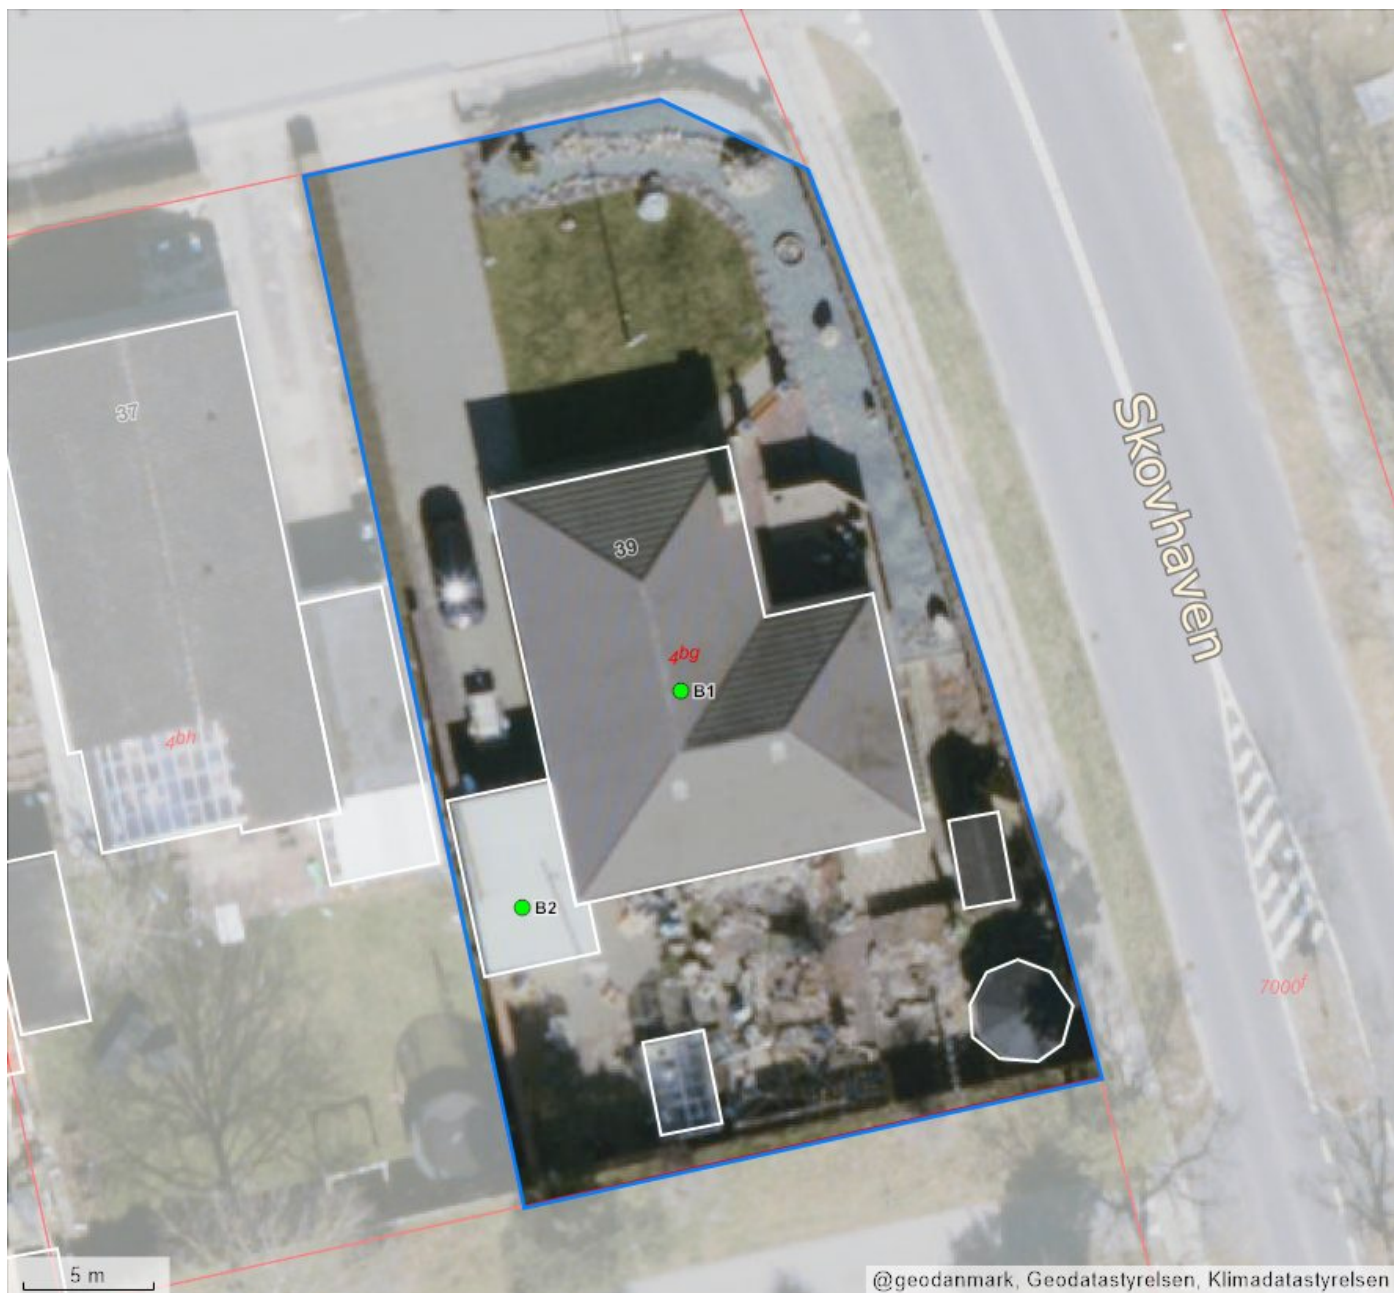 37
Skovhaven
39
4bg
B1
4bh
B2
7000f
5 m
@geodanmark, Geodatastyrelsen, Klimadatastyrelsen